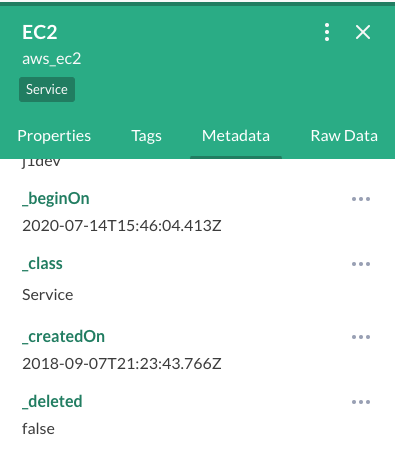 EC2
aws_ec2
Service
Properties Tags Metadata Raw Data
j1dev
_beginOn
2020-07-14T15:46:04.413Z
_class
Service
_createdOn
2018-09-07T21:23:43.766Z
_deleted
false